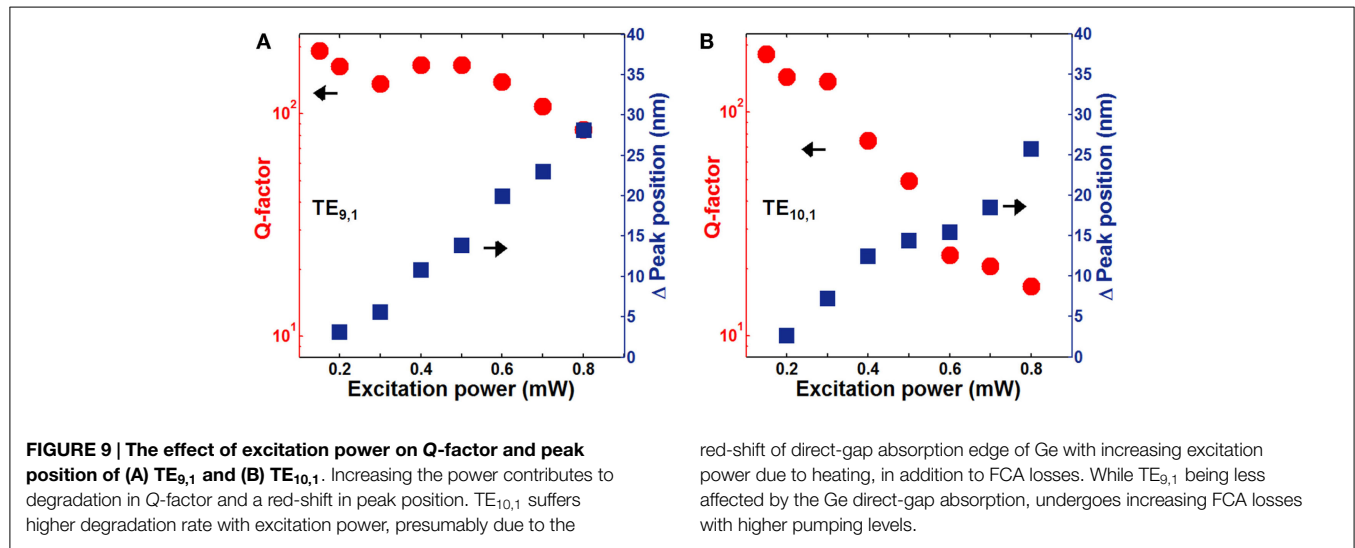 A
Q-factor
10²
10¹
TE₉,₁
40
35
30
25
20
15
10
5
0
Δ Peak position (nm)
0.2 0.4 0.6 0.8
Excitation power (mW)
B
Q-factor
10²
10¹
TE₁₀,₁
40
35
30
25
20
15
10
5
0
Δ Peak position (nm)
0.2 0.4 0.6 0.8
Excitation power (mW)
FIGURE 9 | The effect of excitation power on Q-factor and peak
position of (A) TE₉,₁ and (B) TE₁₀,₁. Increasing the power contributes to
degradation in Q-factor and a red-shift in peak position. TE₁₀,₁ suffers
higher degradation rate with excitation power, presumably due to the
red-shift of direct-gap absorption edge of Ge with increasing excitation
power due to heating, in addition to FCA losses. While TE₉,₁ being less
affected by the Ge direct-gap absorption, undergoes increasing FCA losses
with higher pumping levels.